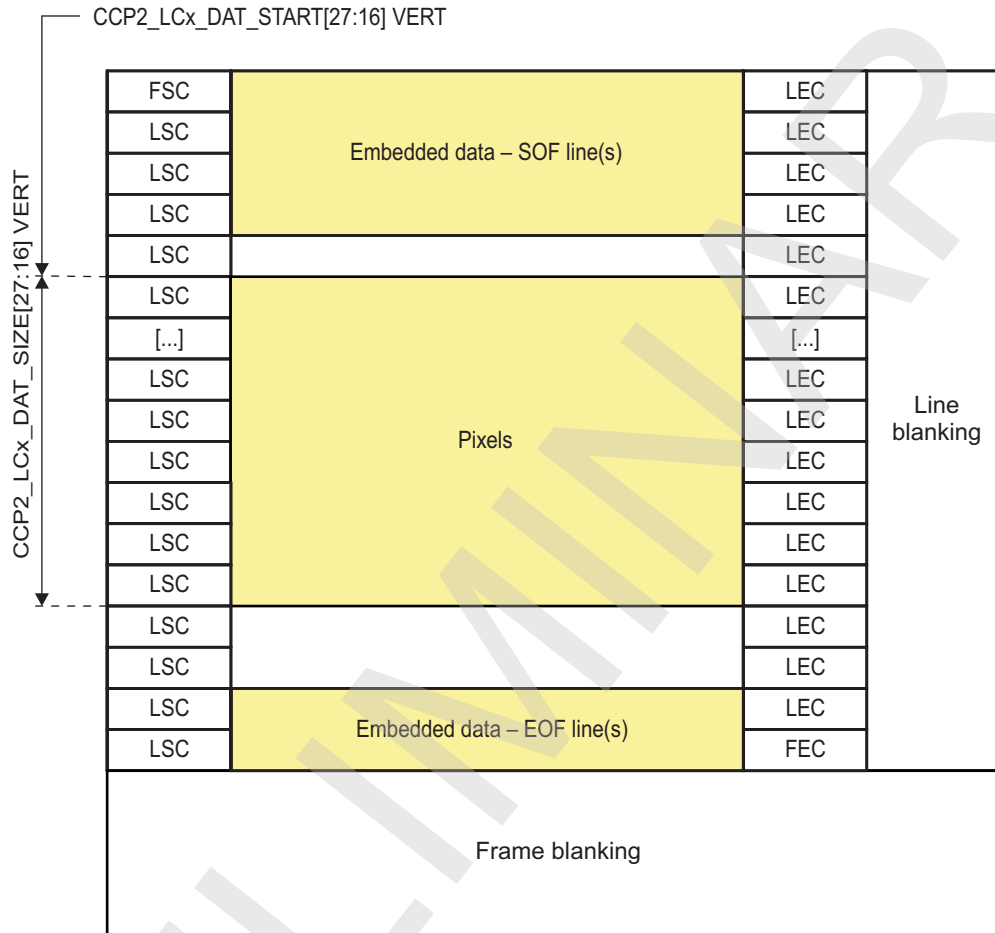 CCP2_LCx_DAT_START[27:16] VERT
CCP2_LCx_DAT_SIZE[27:16] VERT
FSC LEC
LSC Embedded data – SOF line(s) LEC
LSC LEC
LSC LEC
LSC LEC
LSC LEC
[...] [...]
LSC LEC
LSC LEC
LSC Pixels LEC
LSC LEC
LSC LEC
LSC LEC
LSC LEC
LSC LEC
LSC Embedded data – EOF line(s) LEC
LSC FEC
Line
blanking
Frame blanking